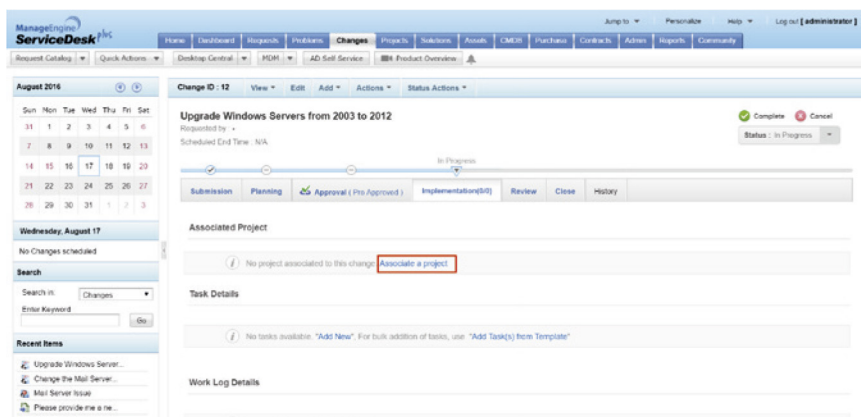 ManageEngine
ServiceDesk Plus
Jump to Personalize Help Log out [ administrator ]
Home Dashboard Requests Problems Changes Projects Solutions Assets CMDB Purchase Contracts Admin Reports Community
Request Catalog Quick Actions Desktop Central MDM AD Self Service Product Overview
August 2016
Sun Mon Tue Wed Thu Fri Sat
31 1 2 3 4 5 6
7 8 9 10 11 12 13
14 15 16 17 18 19 20
21 22 23 24 25 26 27
28 29 30 31 1 2 3
Wednesday, August 17
No Changes scheduled
Search
Search in: Changes
Enter Keyword
Go
Recent Items
Upgrade Windows Server...
Change the Mail Server...
Mail Server Issue
Please provide me a ne...
Change ID : 12 View Edit Add Actions Status Actions
Upgrade Windows Servers from 2003 to 2012
Requested by -
Scheduled End Time : N/A
Complete Cancel
Status : In Progress
In Progress
Submission Planning Approval ( Pre Approved ) Implementation(0/0) Review Close History
Associated Project
No project associated to this change. Associate a project
Task Details
No tasks available. "Add New". For bulk addition of tasks, use "Add Task(s) from Template"
Work Log Details